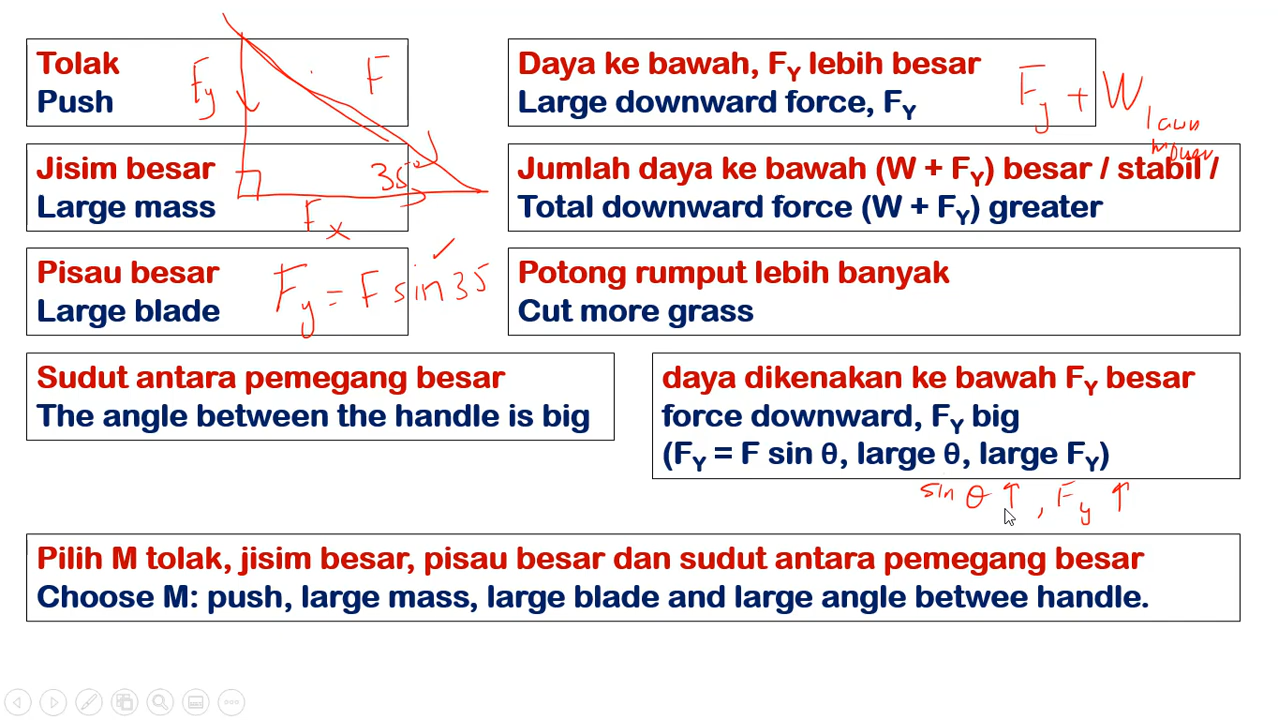 Tolak
Push
Fy
F
35°
Fx
Daya ke bawah, FY lebih besar
Large downward force, FY
Fy + W lawn mower
Jisim besar
Large mass
Jumlah daya ke bawah (W + FY) besar / stabil /
Total downward force (W + FY) greater
Pisau besar
Large blade
Fy = F sin 35
Potong rumput lebih banyak
Cut more grass
Sudut antara pemegang besar
The angle between the handle is big
daya dikenakan ke bawah FY besar
force downward, FY big
(FY = F sin θ, large θ, large FY)
sin θ ↑, Fy ↑
Pilih M tolak, jisim besar, pisau besar dan sudut antara pemegang besar
Choose M: push, large mass, large blade and large angle betwee handle.